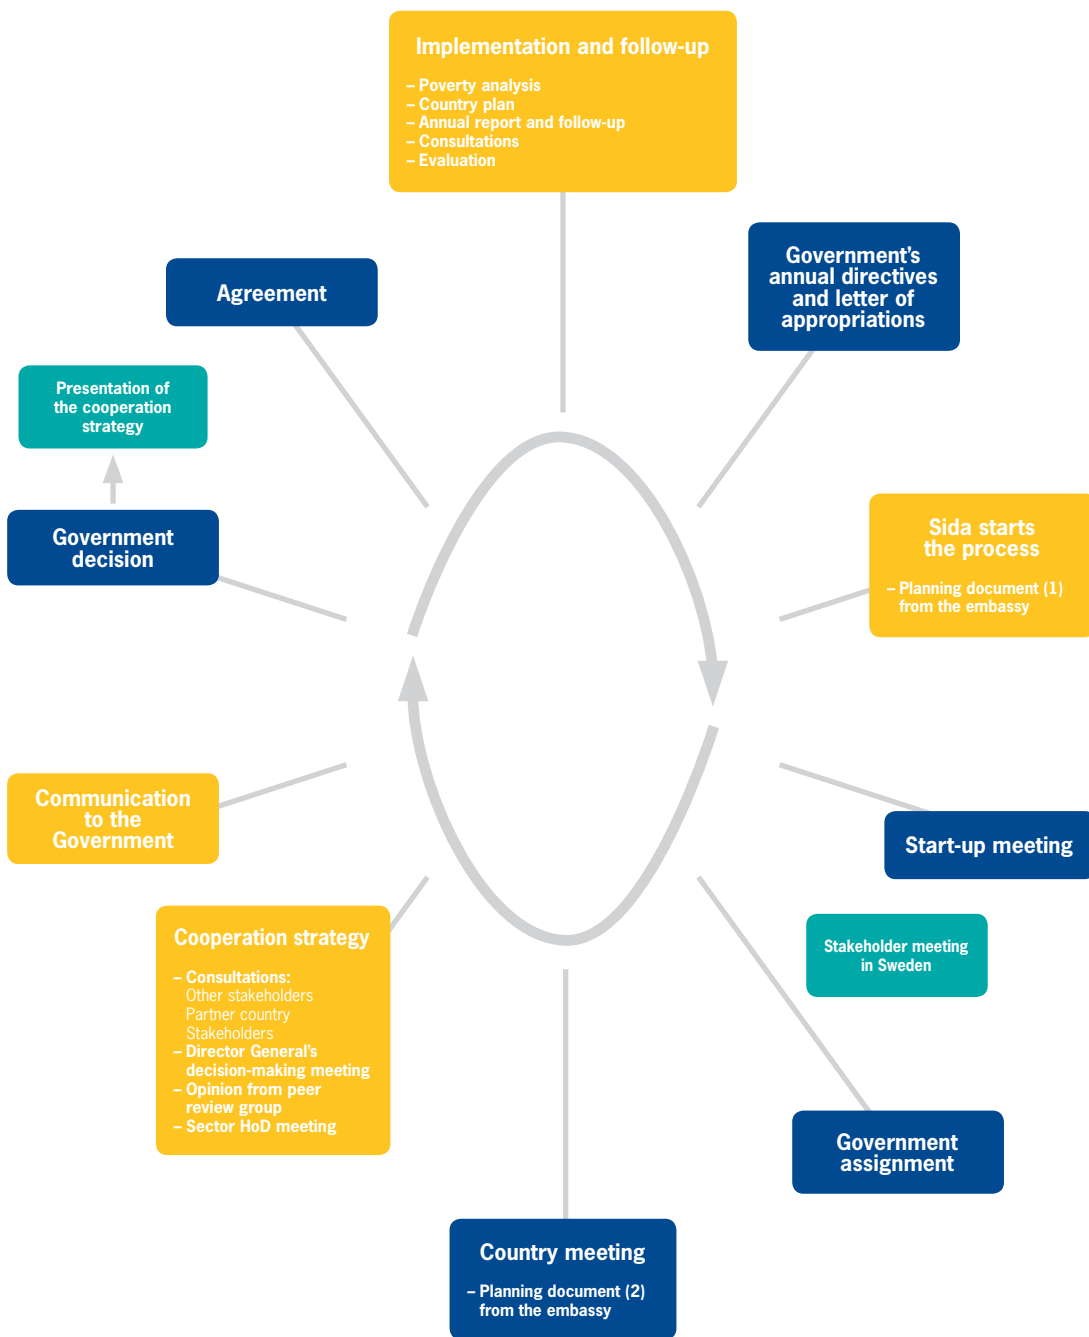 Implementation and follow-up
– Poverty analysis
– Country plan
– Annual report and follow-up
– Consultations
– Evaluation
Government’s
annual directives
and letter of
appropriations
Agreement
Presentation of
the cooperation
strategy
Government
decision
Sida starts
the process
– Planning document (1)
from the embassy
Communication
to the
Government
Start-up meeting
Stakeholder meeting
in Sweden
Cooperation strategy
– Consultations:
Other stakeholders
Partner country
Stakeholders
– Director General’s
decision-making meeting
– Opinion from peer
review group
– Sector HoD meeting
Government
assignment
Country meeting
– Planning document (2)
from the embassy